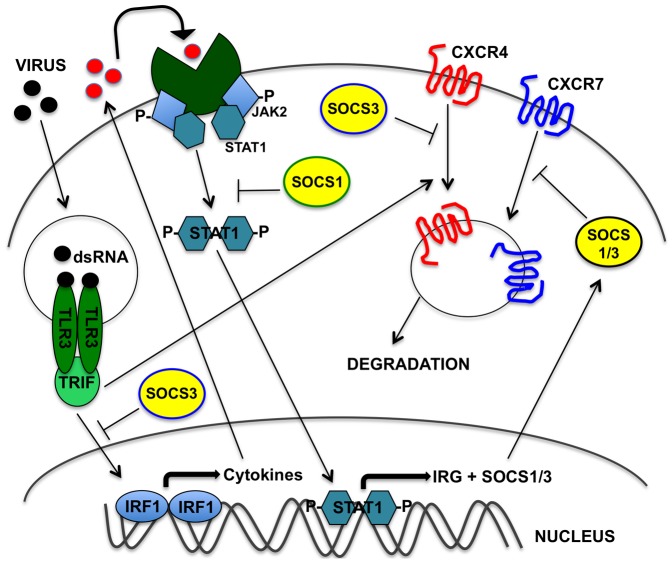 VIRUS
CXCR4
CXCR7
SOCS3
P-
-P
JAK2
STAT1
SOCS1
P- STAT1 -P
SOCS
1/3
dsRNA
TLR3 TLR3
TRIF
DEGRADATION
SOCS3
Cytokines
IRG + SOCS1/3
IRF1 IRF1
P- STAT1 -P
NUCLEUS